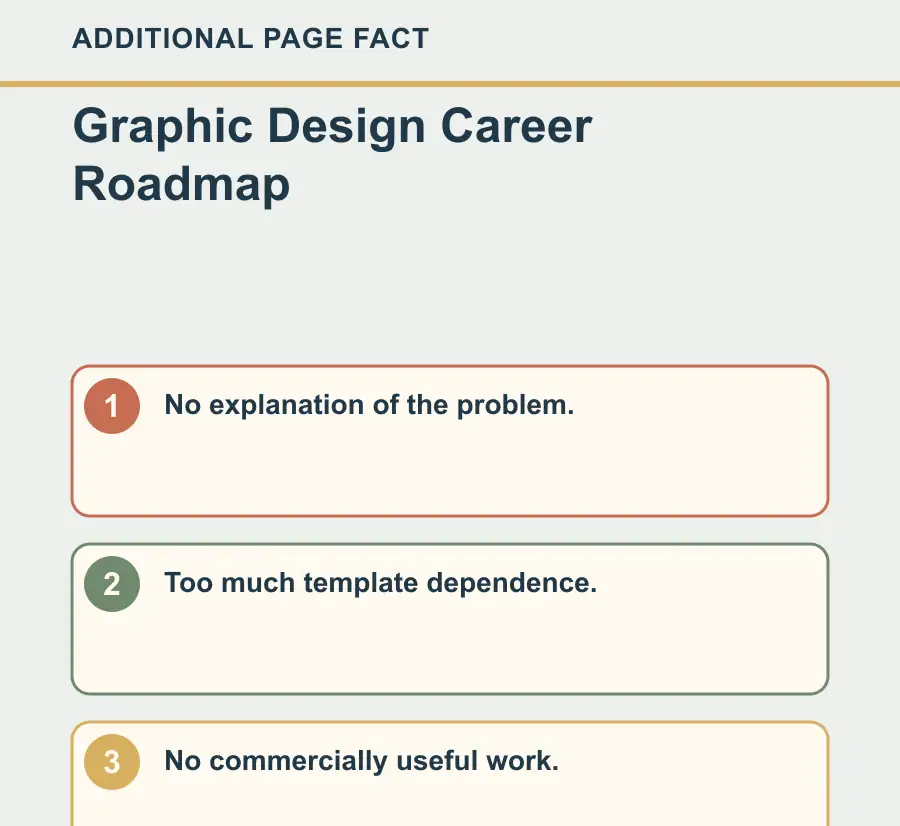 ADDITIONAL PAGE FACT
Graphic Design Career
Roadmap
1 No explanation of the problem.
2 Too much template dependence.
3 No commercially useful work.